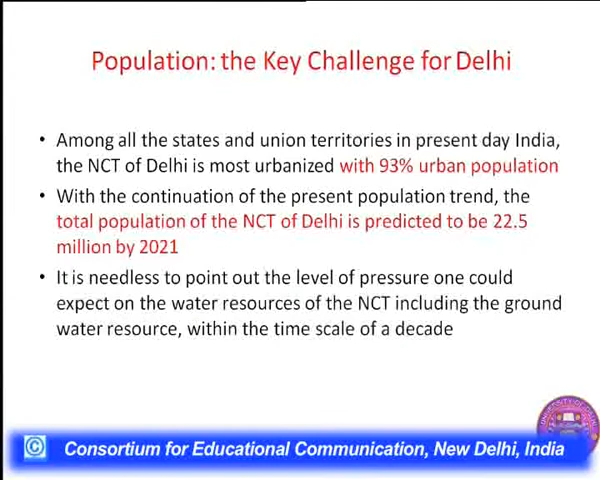 Population: the Key Challenge for Delhi
• Among all the states and union territories in present day India,
the NCT of Delhi is most urbanized with 93% urban population
• With the continuation of the present population trend, the
total population of the NCT of Delhi is predicted to be 22.5
million by 2021
• It is needless to point out the level of pressure one could
expect on the water resources of the NCT including the ground
water resource, within the time scale of a decade
© Consortium for Educational Communication, New Delhi, India